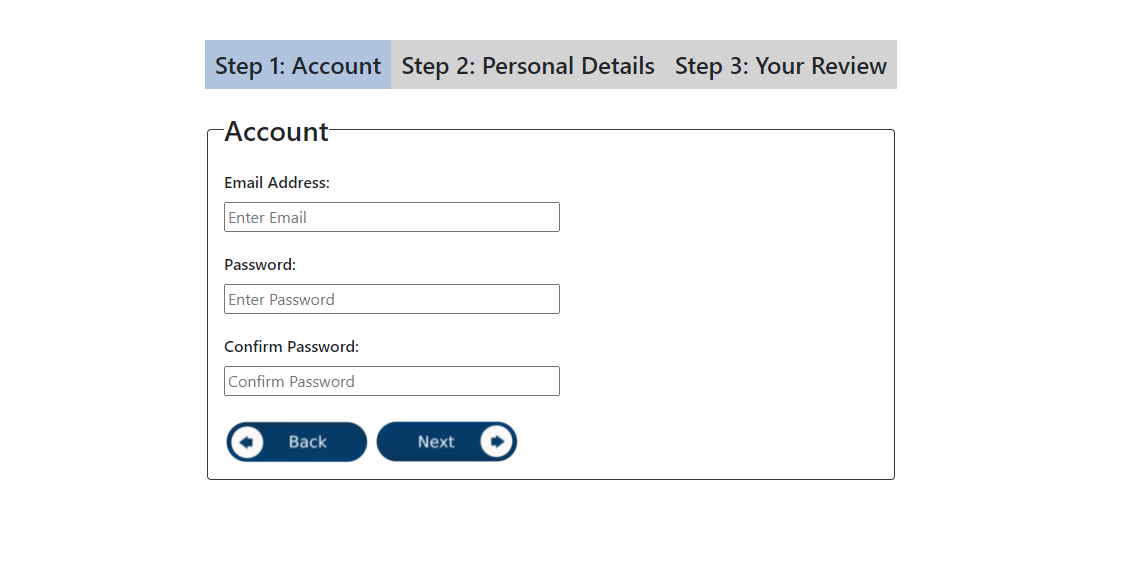 Step 1: Account Step 2: Personal Details Step 3: Your Review
Account
Email Address:
Enter Email
Password:
Enter Password
Confirm Password:
Confirm Password
Back Next